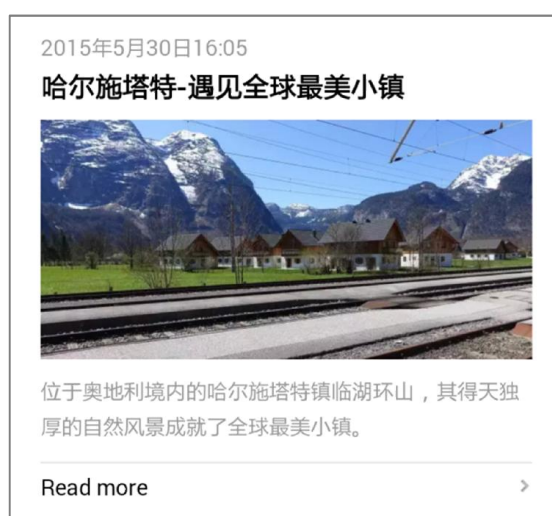 2015年5月30日16:05
哈尔施塔特-遇见全球最美小镇
位于奥地利境内的哈尔施塔特镇临湖环山，其得天独
厚的自然风景成就了全球最美小镇。
Read more